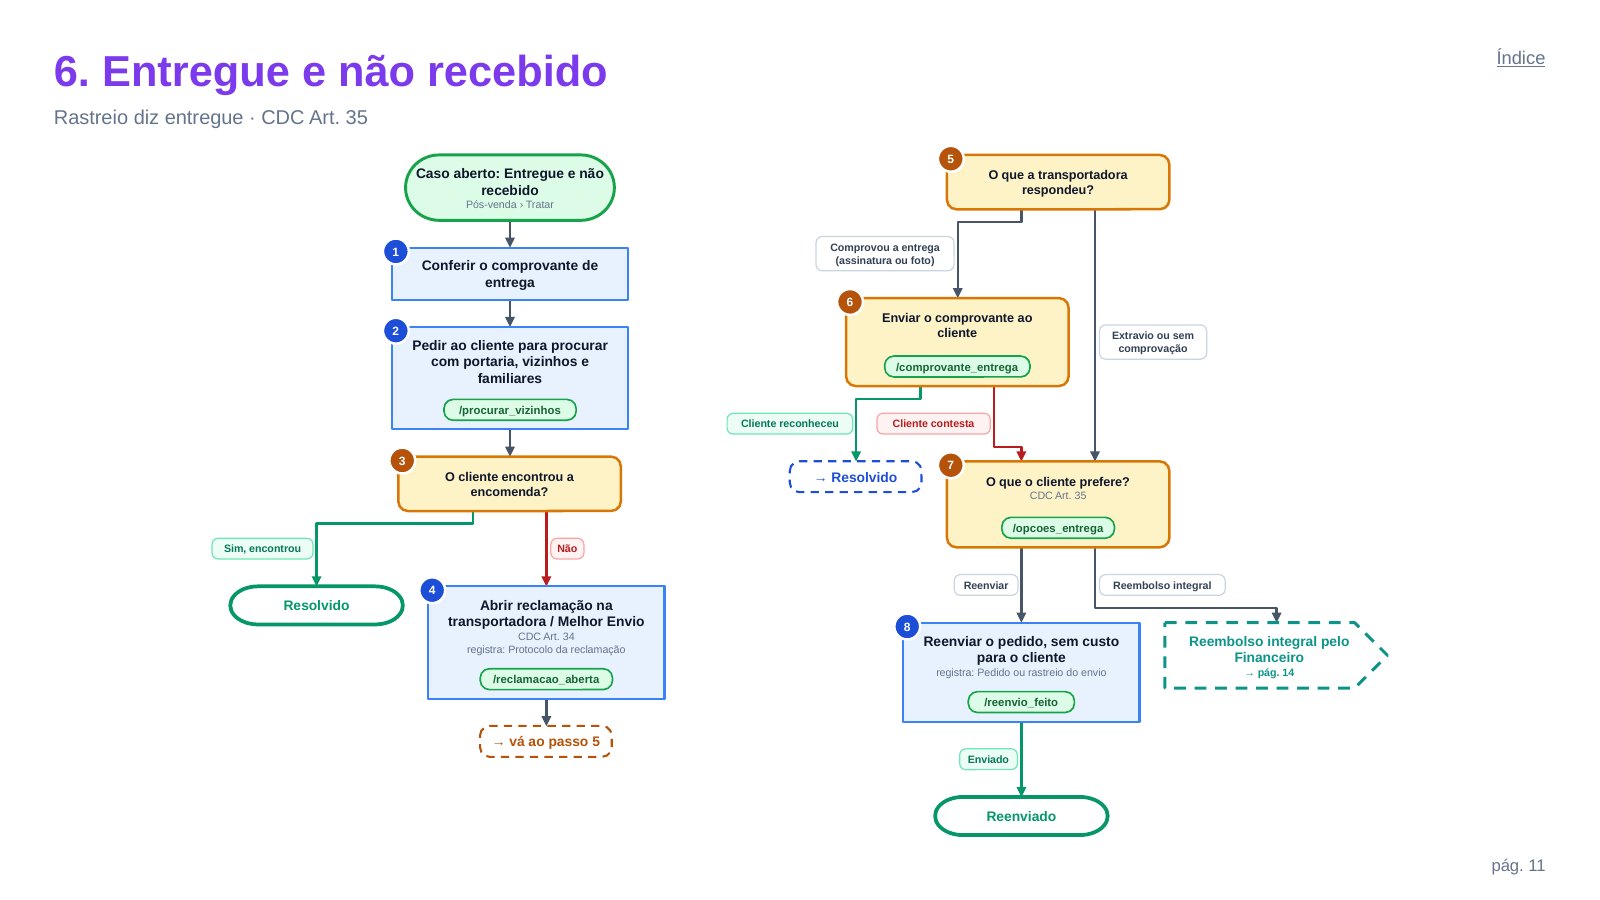 6. Entregue e não recebido
Índice
Rastreio diz entregue · CDC Art. 35
Caso aberto: Entregue e não
recebido
Pós-venda › Tratar
1
Conferir o comprovante de
entrega
2
Pedir ao cliente para procurar
com portaria, vizinhos e
familiares
/procurar_vizinhos
3
O cliente encontrou a
encomenda?
Sim, encontrou
Não
Resolvido
4
Abrir reclamação na
transportadora / Melhor Envio
CDC Art. 34
registra: Protocolo da reclamação
/reclamacao_aberta
→ vá ao passo 5
5
O que a transportadora
respondeu?
Comprovou a entrega
(assinatura ou foto)
Extravio ou sem
comprovação
6
Enviar o comprovante ao
cliente
/comprovante_entrega
Cliente reconheceu
Cliente contesta
→ Resolvido
7
O que o cliente prefere?
CDC Art. 35
/opcoes_entrega
Reenviar
Reembolso integral
8
Reenviar o pedido, sem custo
para o cliente
registra: Pedido ou rastreio do envio
/reenvio_feito
Reembolso integral pelo
Financeiro
→ pág. 14
Enviado
Reenviado
pág. 11